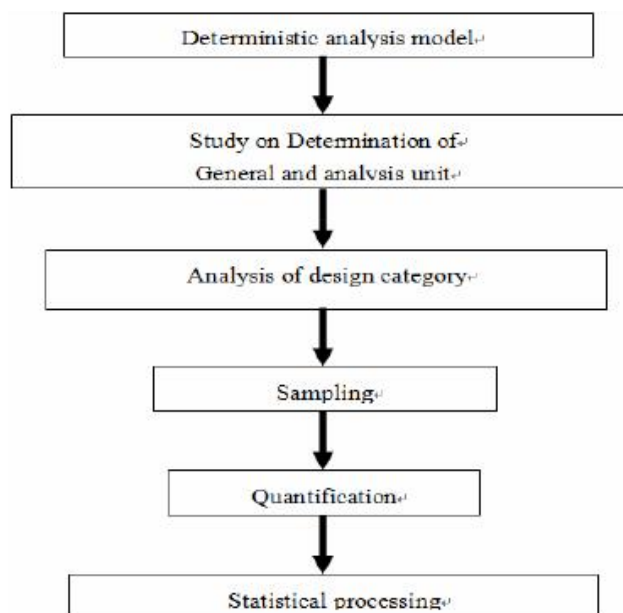 Deterministic analysis model
Study on Determination of
General and analysis unit
Analysis of design category
Sampling
Quantification
Statistical processing